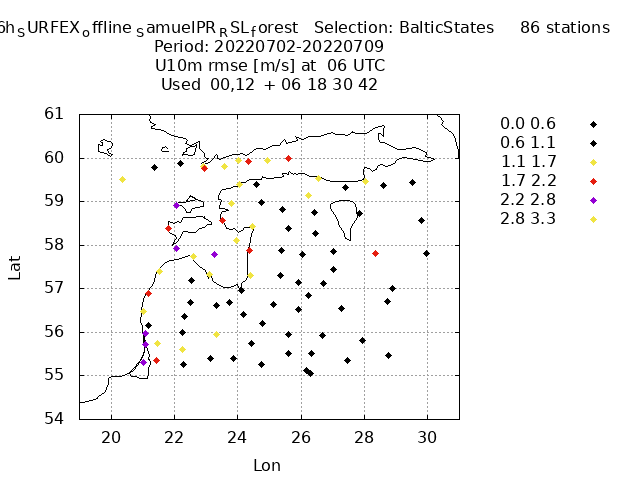 6h_SURFEX_offline_SamuelPR_RSL_forest Selection: BalticStates 86 stations
Period: 20220702-20220709
U10m rmse [m/s] at 06 UTC
Used 00,12 + 06 18 30 42
0.0 0.6
0.6 1.1
1.1 1.7
1.7 2.2
2.2 2.8
2.8 3.3
61
60
59
58
57
56
55
54
Lat
20 22 24 26 28 30
Lon